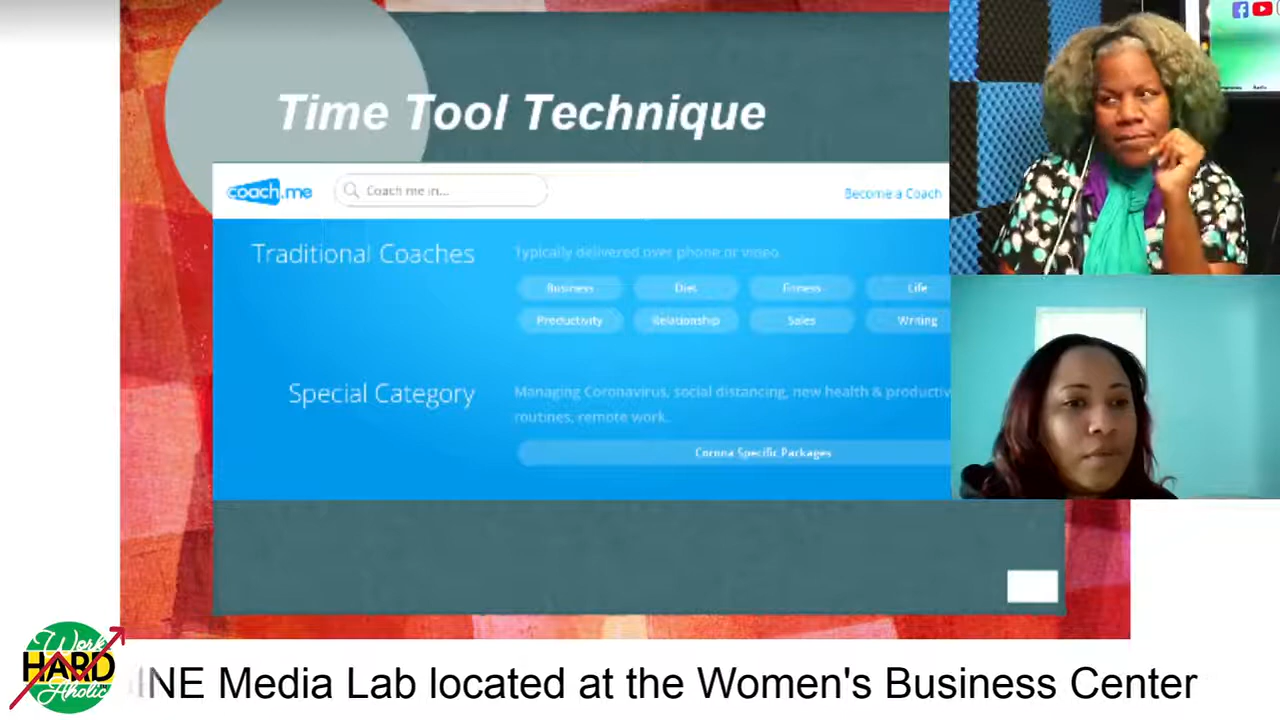 Time Tool Technique
coach.me
Coach me in...
Become a Coach
Traditional Coaches
Typically delivered over phone or video
Business Diet Fitness Life
Productivity Relationship Sales Writing
Special Category
Managing Coronavirus, social distancing, new health & productiv
routines, remote work.
Corona Specific Packages
Work
HARD
Aholic
NE Media Lab located at the Women's Business Center